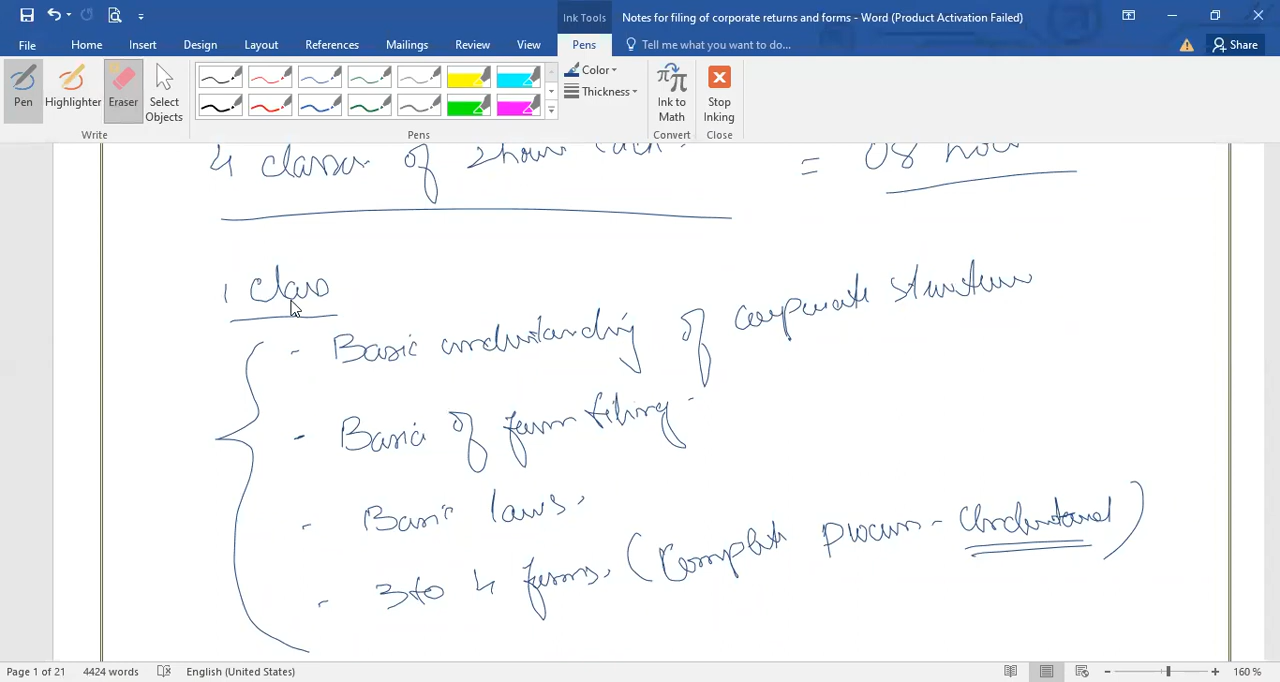 Ink Tools
Notes for filing of corporate returns and forms - Word (Product Activation Failed)
File Home Insert Design Layout References Mailings Review View Pens Tell me what you want to do... Share
Pen Highlighter Eraser Select Objects
Color
Thickness
Ink to Math
Stop Inking
Write Pens Convert Close
4 classes of 2 hour each. = 08 hour
1 class
- Basic understanding of corporate structure
- Basic of form filing -
- Basic laws.
- 3 to 4 forms. (Complete process - Understand)
Page 1 of 21 4424 words English (United States) 160 %